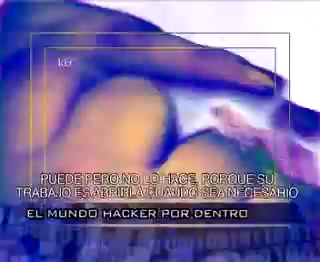 PUEDE PERO NO LO HACE, PORQUE SU
TRABAJO ES ABRIRLA CUANDO SEA NECESARIO
EL MUNDO HACKER POR DENTRO